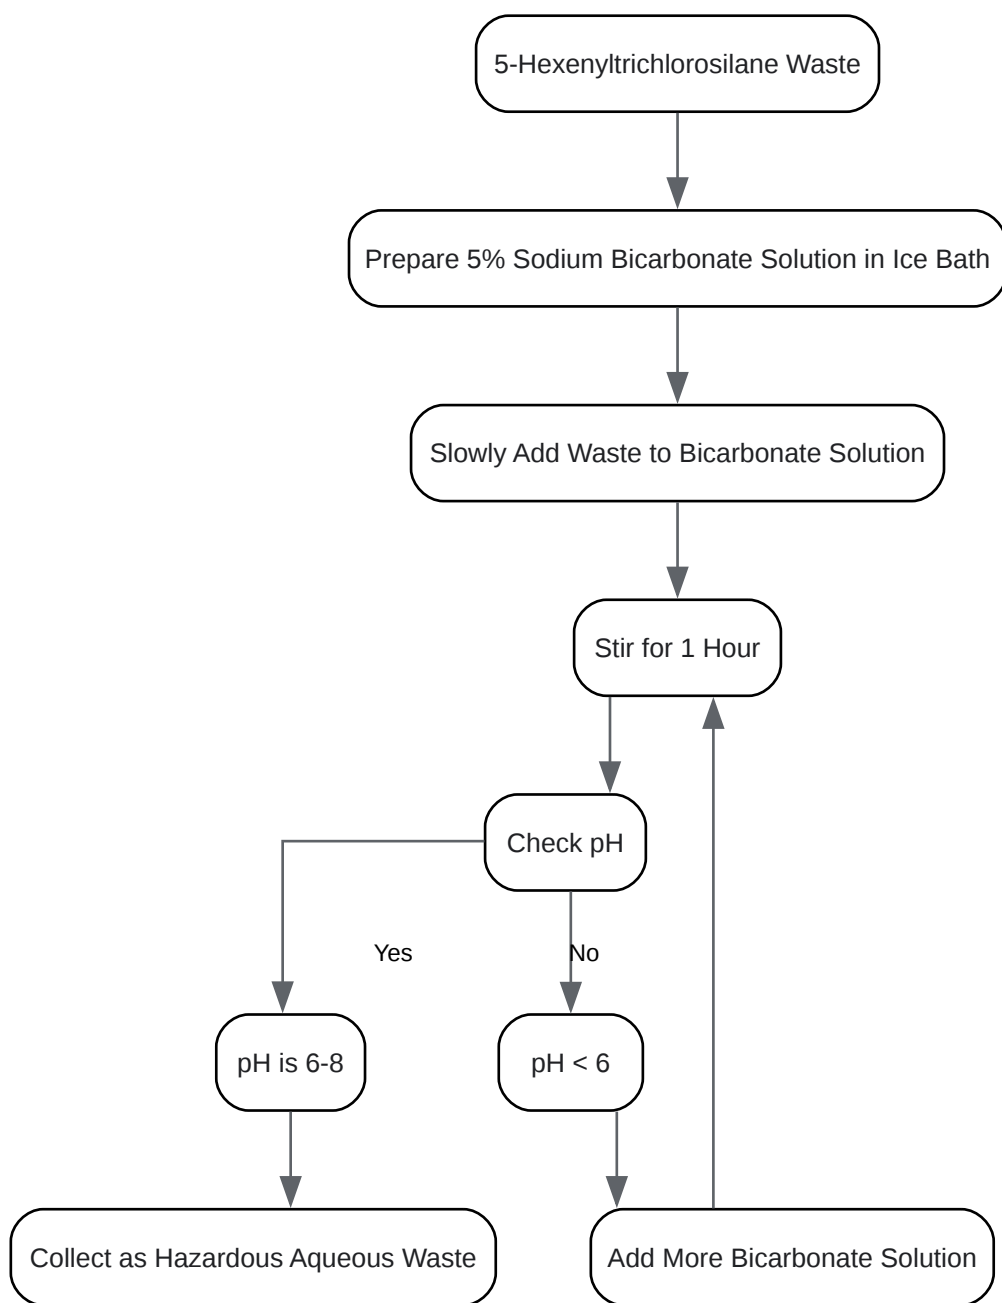 5-Hexenyltrichlorosilane Waste
Prepare 5% Sodium Bicarbonate Solution in Ice Bath
Slowly Add Waste to Bicarbonate Solution
Stir for 1 Hour
Check pH
Yes
No
pH is 6-8
pH < 6
Collect as Hazardous Aqueous Waste
Add More Bicarbonate Solution